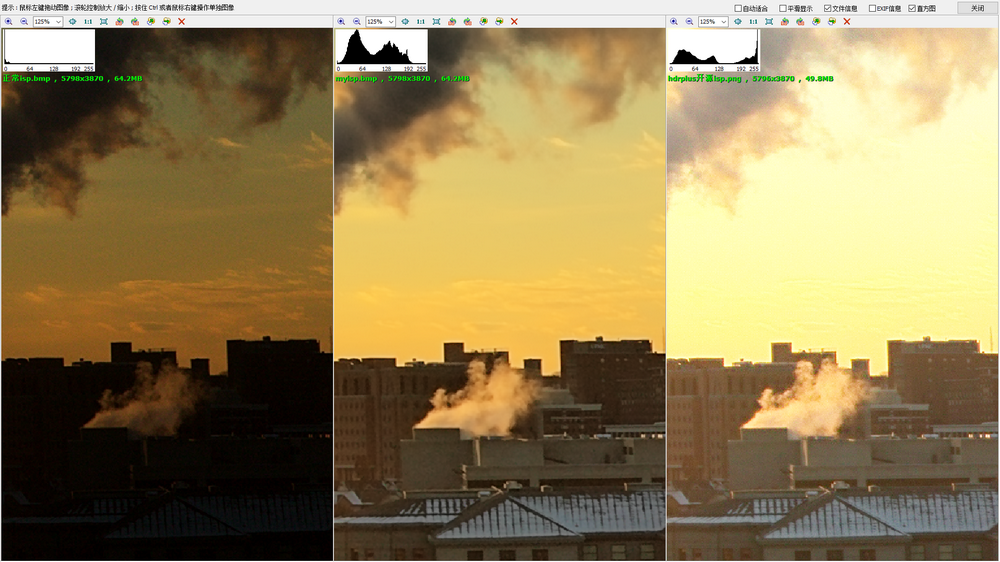 提示:鼠标左键拖动图像;滚轮控制放大/缩小;按住 Ctrl 或者鼠标右键操作单独图像
自动适合 平滑显示 文件信息 EXIF信息 直方图 关闭
125% 1:1 125% 1:1 125% 1:1
0 64 128 192 255 0 64 128 192 255 0 64 128 192 255
正常isp.bmp , 5798x3870 , 64.2MB
myisp.bmp , 5798x3870 , 64.2MB
hdrplus开源isp.png , 5796x3870 , 49.8MB